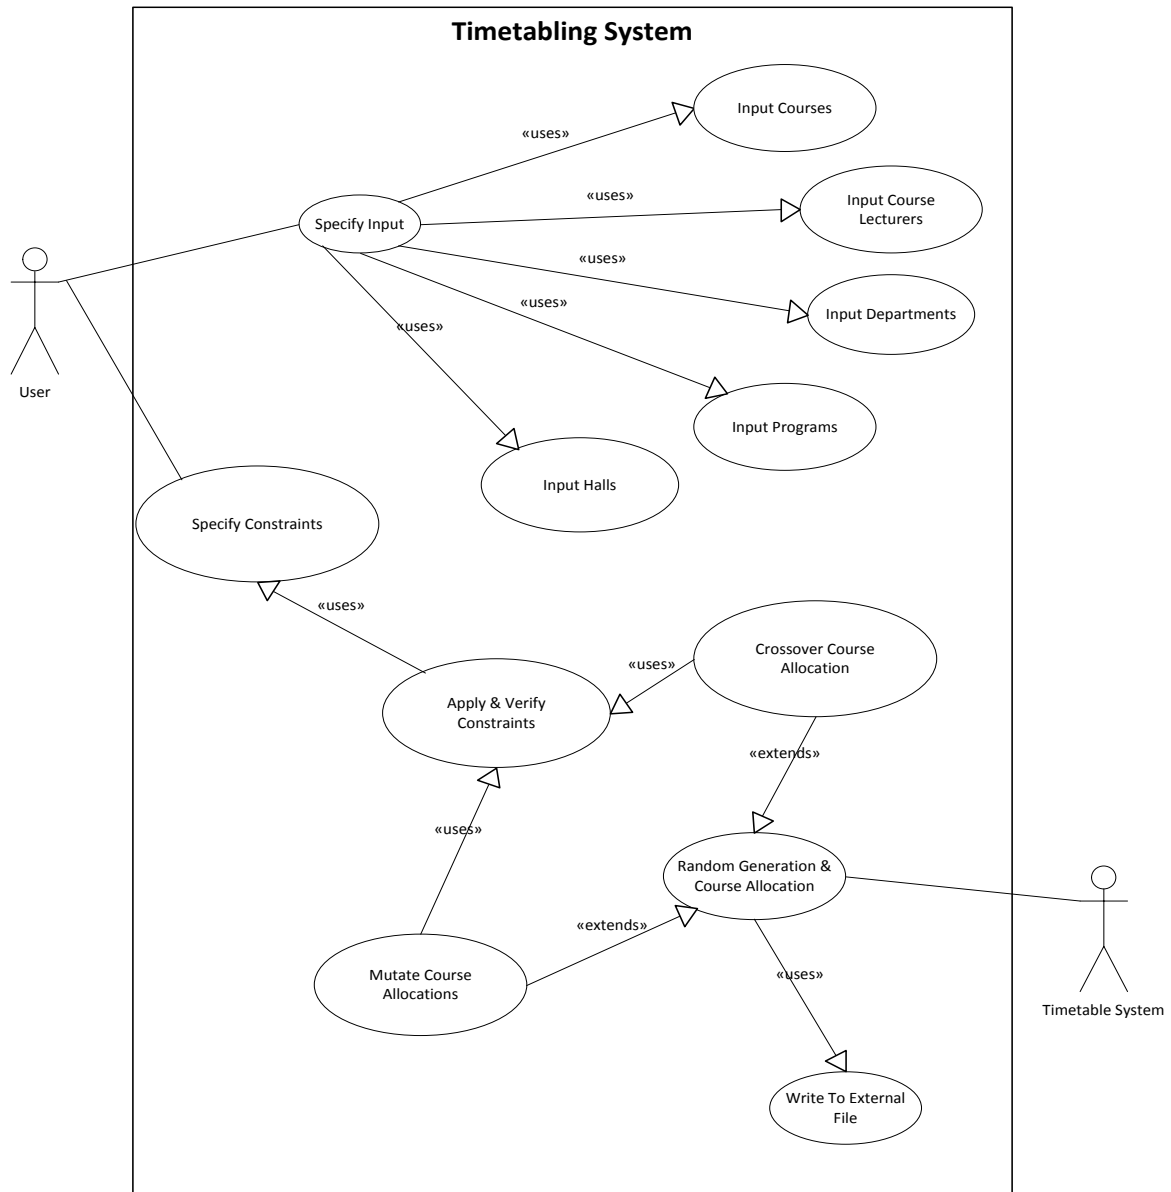 Timetabling System
Input Courses
«uses»
«uses»
Input Course
Lecturers
Specify Input
«uses»
«uses»
Input Departments
«uses»
User
Input Programs
Input Halls
Specify Constraints
«uses»
Crossover Course
Allocation
«uses»
Apply & Verify
Constraints
«extends»
«uses»
Random Generation &
Course Allocation
«extends»
Mutate Course
Allocations
«uses»
Timetable System
Write To External
File